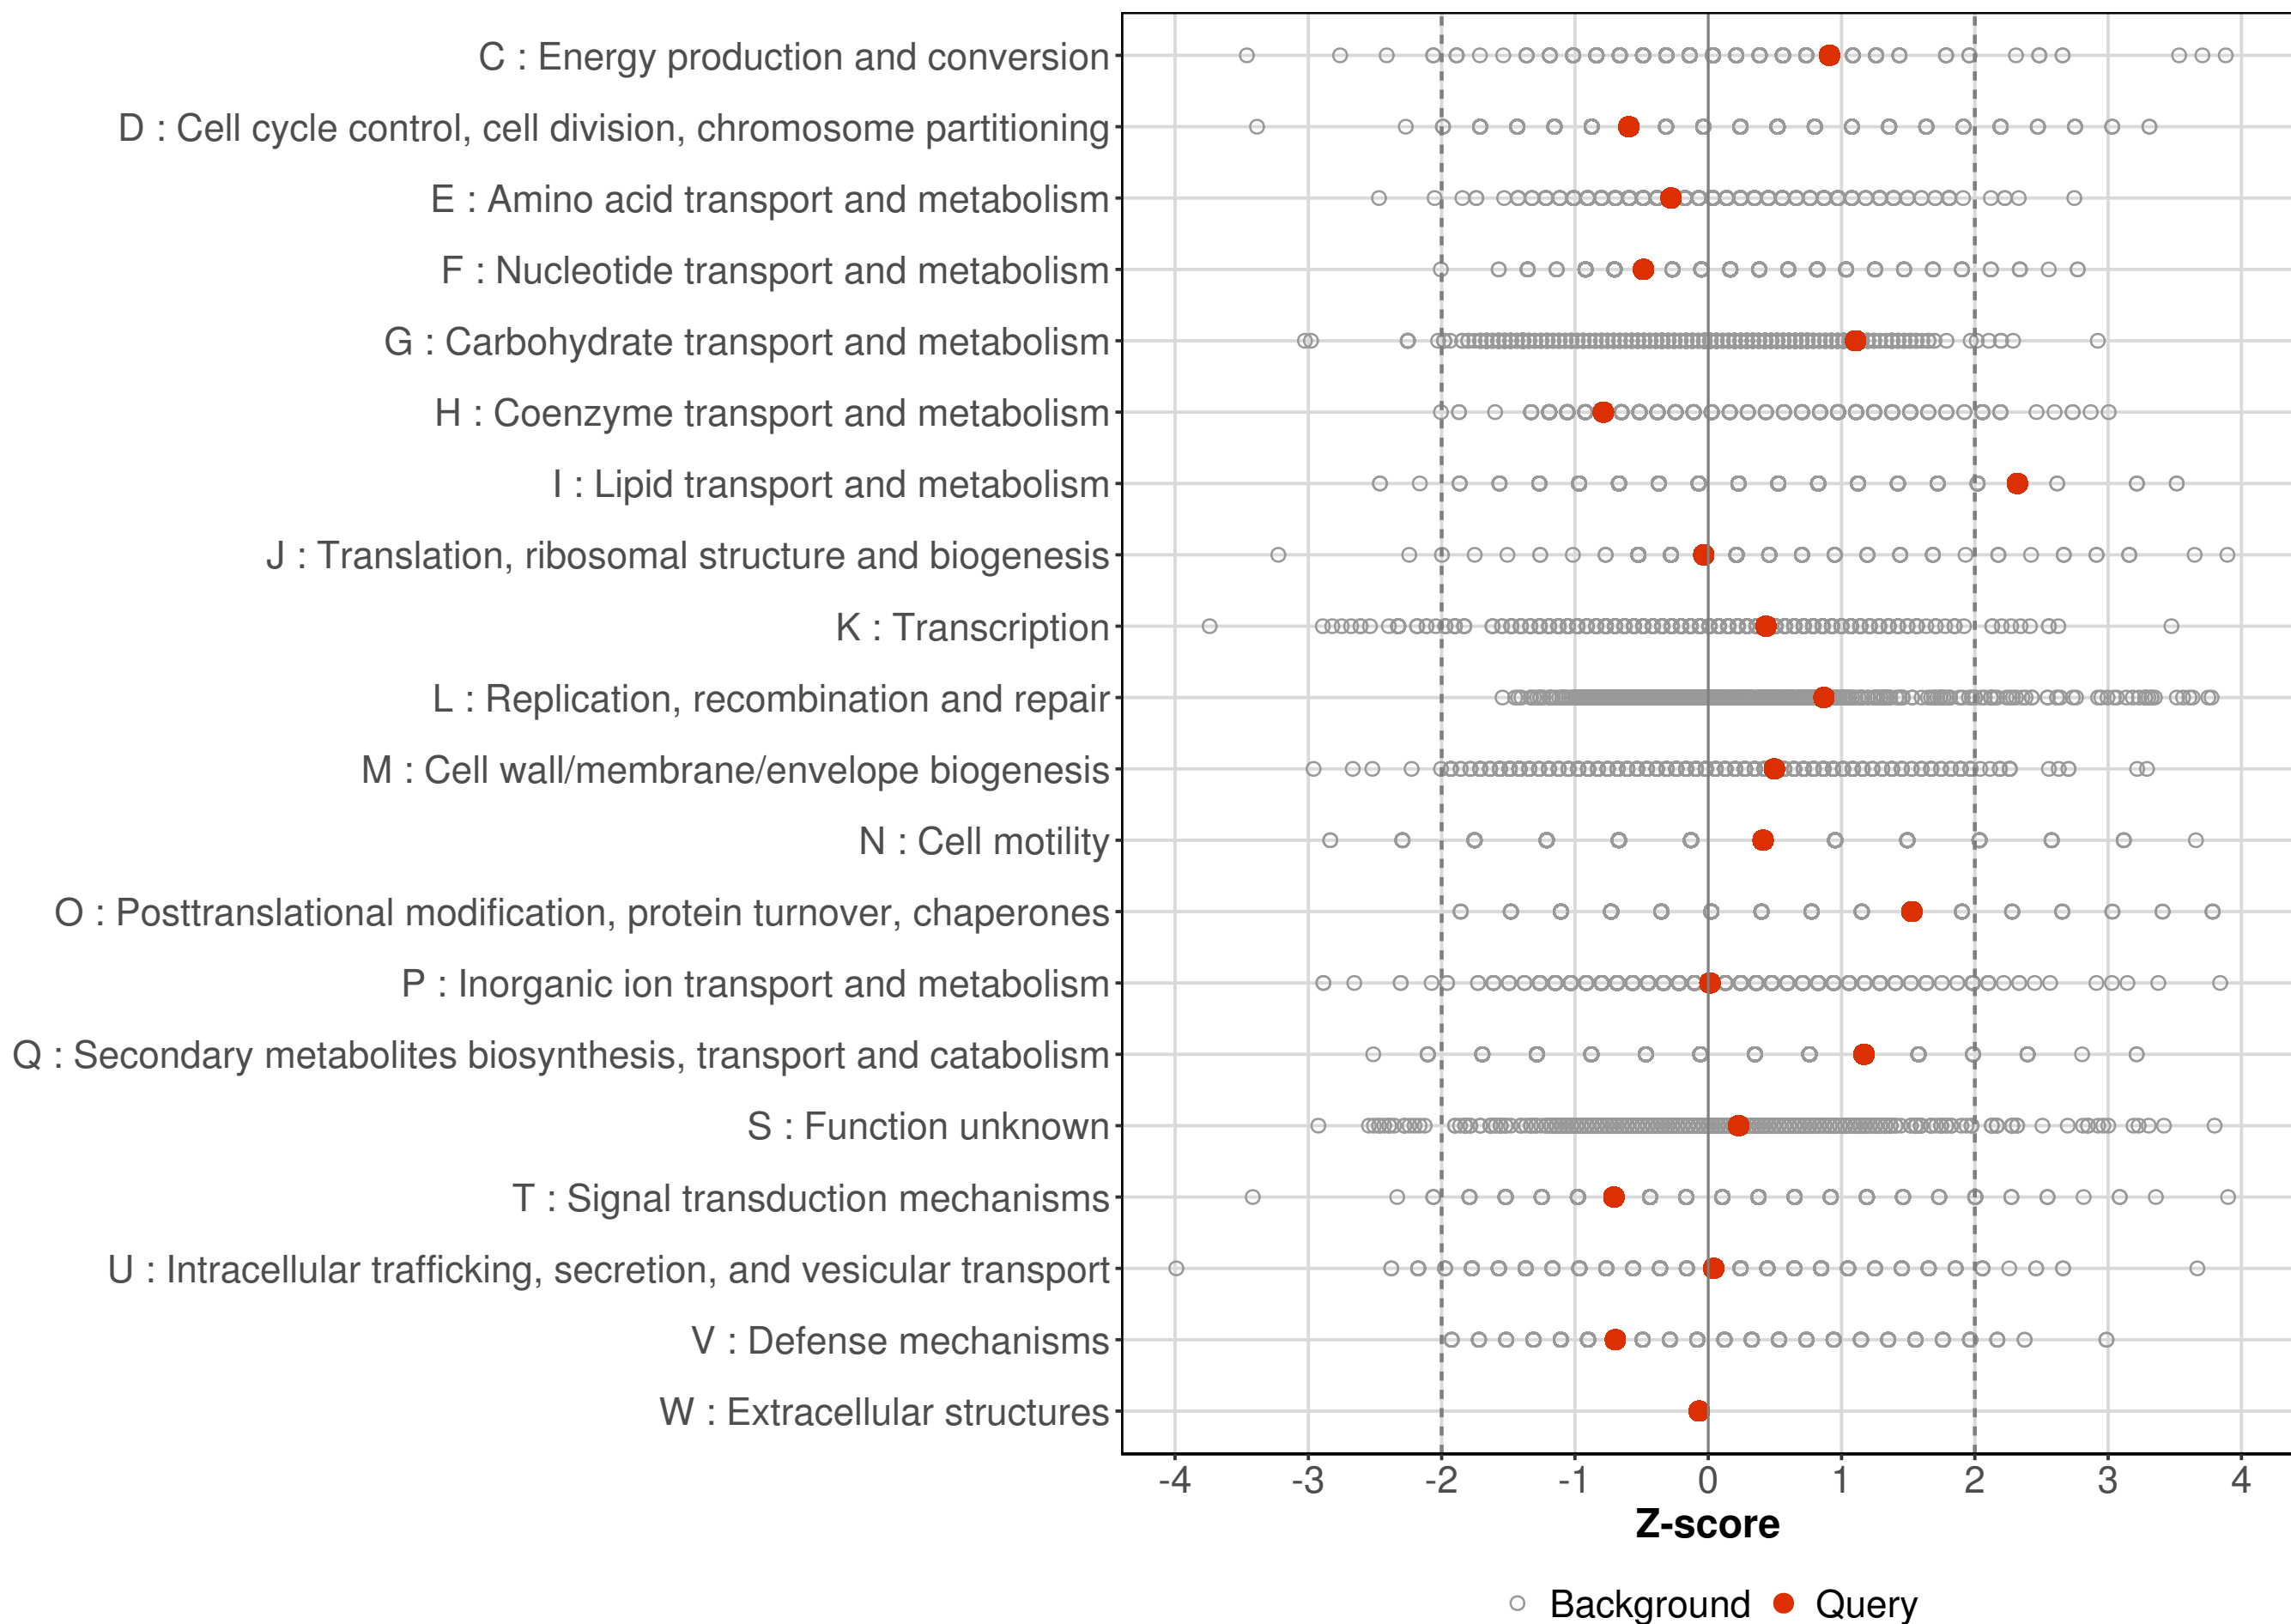 C : Energy production and conversion
D : Cell cycle control, cell division, chromosome partitioning
E : Amino acid transport and metabolism
F : Nucleotide transport and metabolism
G : Carbohydrate transport and metabolism
H : Coenzyme transport and metabolism
I : Lipid transport and metabolism
J : Translation, ribosomal structure and biogenesis
K : Transcription
L : Replication, recombination and repair
M : Cell wall/membrane/envelope biogenesis
N : Cell motility
O : Posttranslational modification, protein turnover, chaperones
P : Inorganic ion transport and metabolism
Q : Secondary metabolites biosynthesis, transport and catabolism
S : Function unknown
T : Signal transduction mechanisms
U : Intracellular trafficking, secretion, and vesicular transport
V : Defense mechanisms
W : Extracellular structures
-4 -3 -2 -1 0 1 2 3 4
Z-score
Background Query